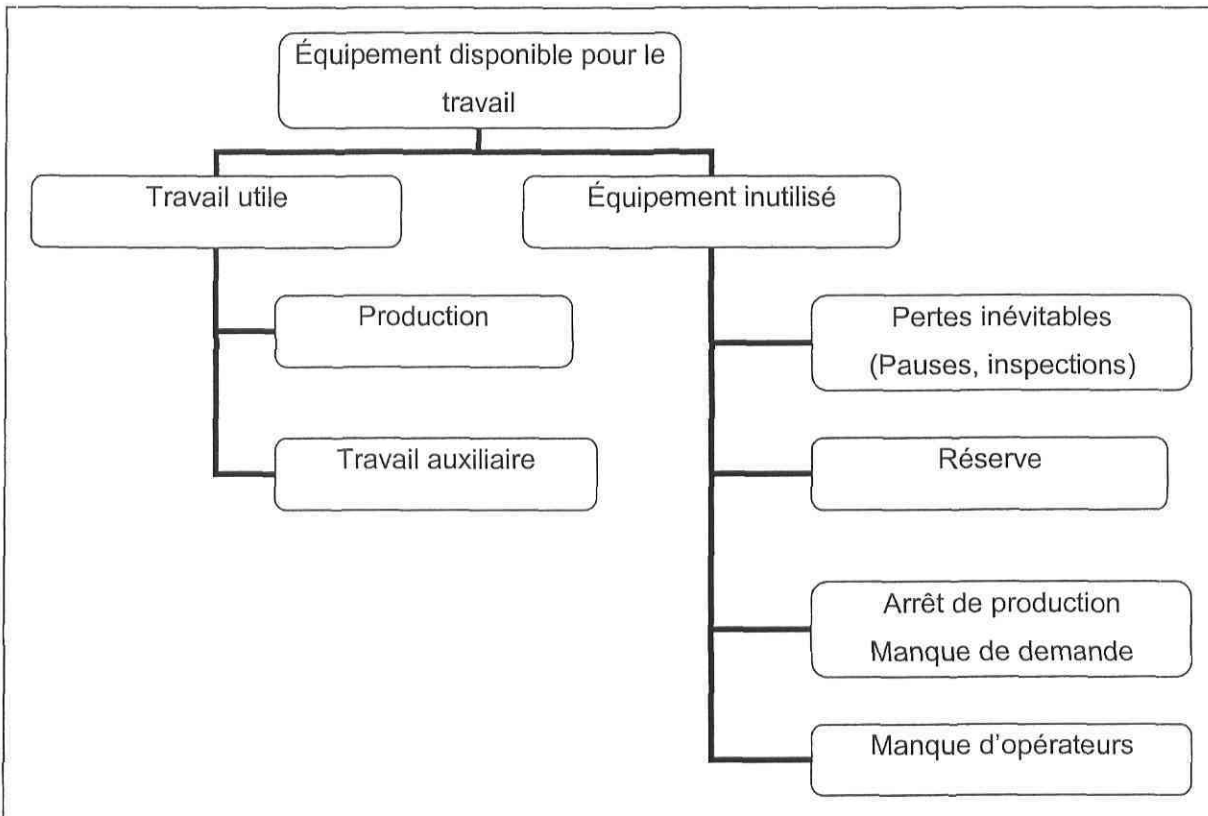 Équipement disponible pour le
travail
Travail utile
Équipement inutilisé
Production
Pertes inévitables
(Pauses, inspections)
Travail auxiliaire
Réserve
Arrêt de production
Manque de demande
Manque d'opérateurs